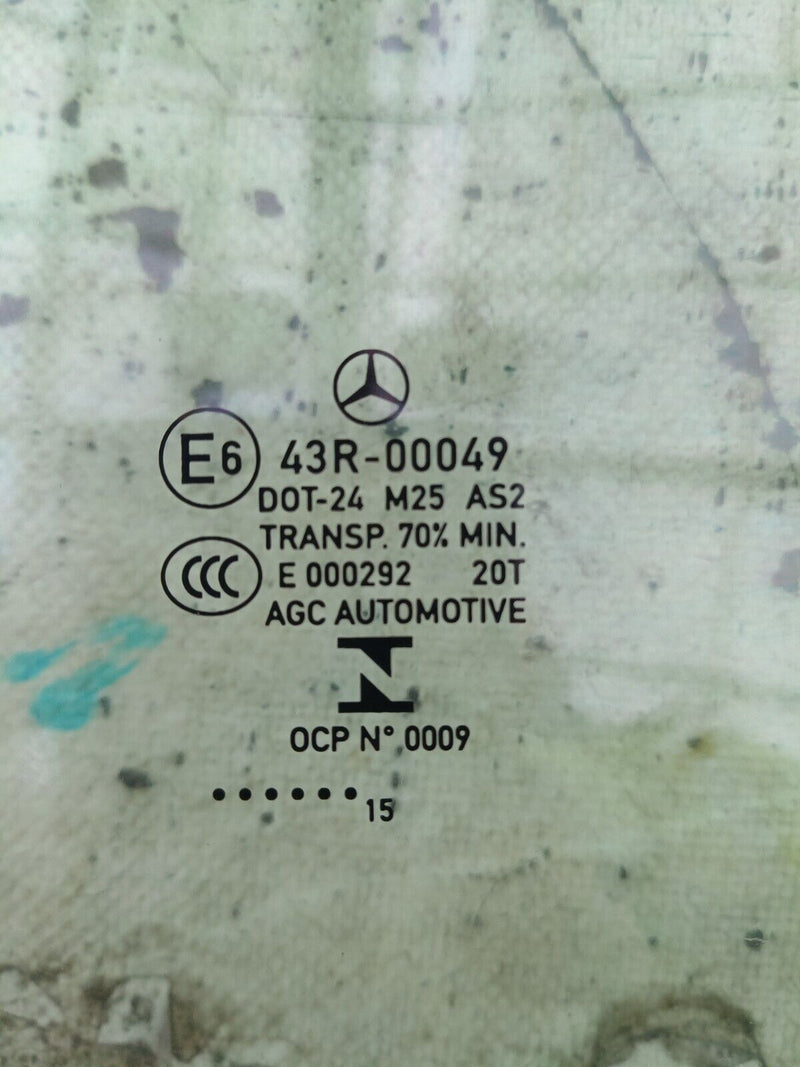 E6 43R-00049
DOT-24 M25 AS2
TRANSP. 70% MIN.
CCC E 000292 20T
AGC AUTOMOTIVE
OCP N° 0009
...... 15